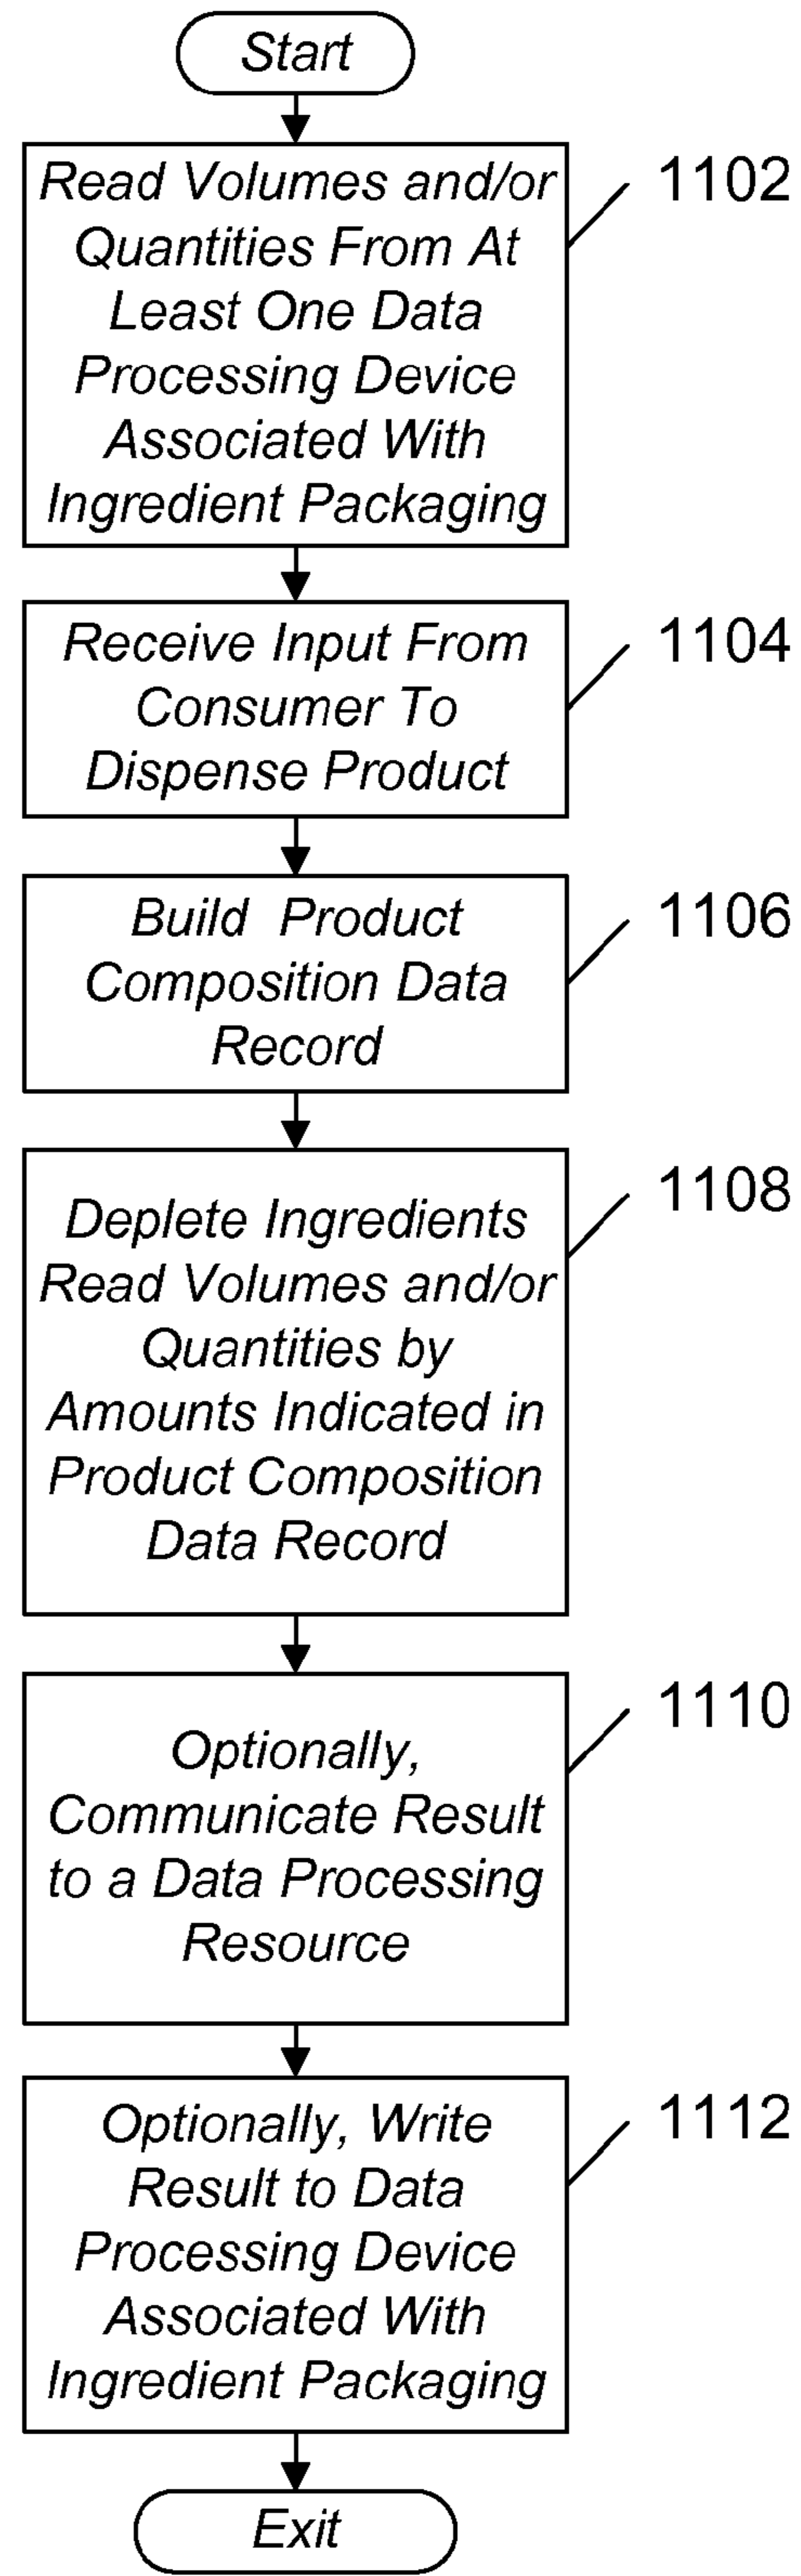 Start
Read Volumes and/or
Quantities From At
Least One Data
Processing Device
Associated With
Ingredient Packaging
1102
Receive Input From
Consumer To
Dispense Product
1104
Build Product
Composition Data
Record
1106
Deplete Ingredients
Read Volumes and/or
Quantities by
Amounts Indicated in
Product Composition
Data Record
1108
Optionally,
Communicate Result
to a Data Processing
Resource
1110
Optionally, Write
Result to Data
Processing Device
Associated With
Ingredient Packaging
1112
Exit